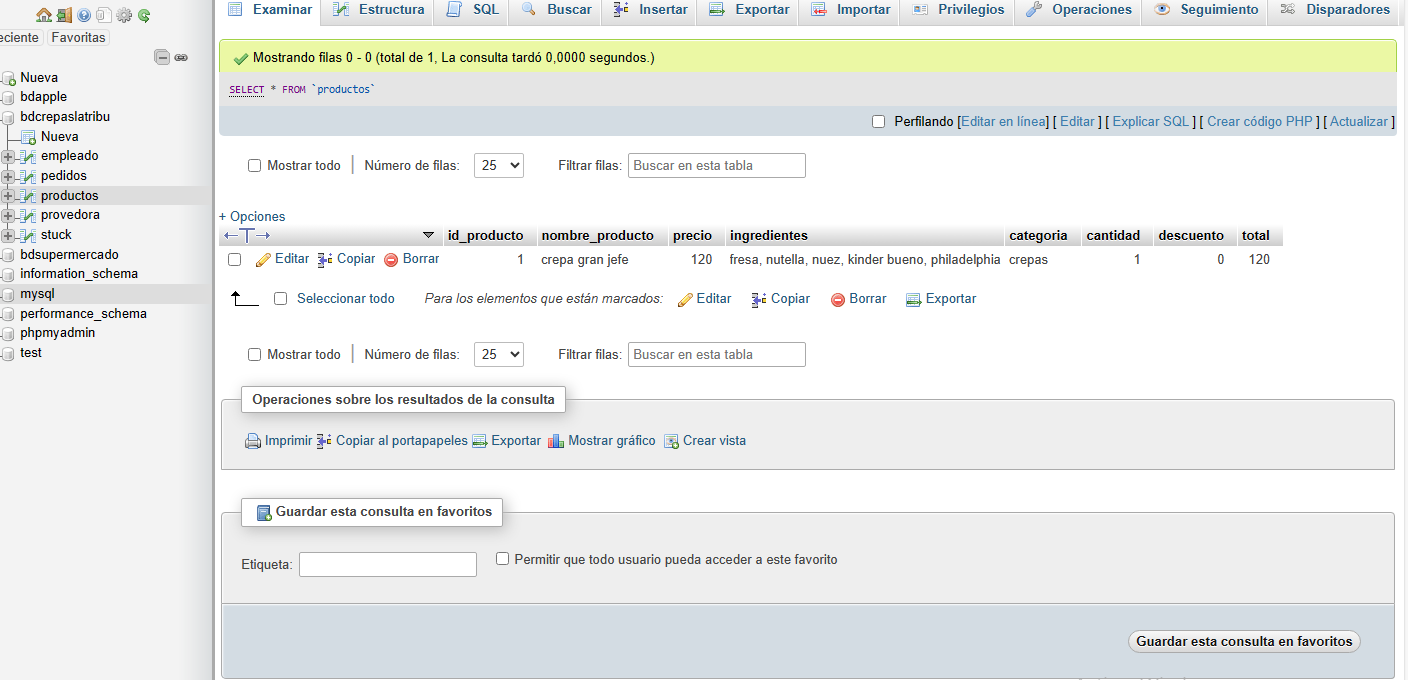 Examinar Estructura SQL Buscar Insertar Exportar Importar Privilegios Operaciones Seguimiento Disparadores
eciente Favoritas
Nueva
bdapple
bdcrepaslatribu
Nueva
empleado
pedidos
productos
provedora
stuck
bdsupermercado
information_schema
mysql
performance_schema
phpmyadmin
test
Mostrando filas 0 - 0 (total de 1, La consulta tardó 0,0000 segundos.)
SELECT * FROM `productos`
Perfilando [Editar en línea] [ Editar ] [ Explicar SQL ] [ Crear código PHP ] [ Actualizar ]
Mostrar todo Número de filas: 25 Filtrar filas: Buscar en esta tabla
+ Opciones
id_producto nombre_producto precio ingredientes categoria cantidad descuento total
Editar Copiar Borrar 1 crepa gran jefe 120 fresa, nutella, nuez, kinder bueno, philadelphia crepas 1 0 120
Seleccionar todo Para los elementos que están marcados: Editar Copiar Borrar Exportar
Mostrar todo Número de filas: 25 Filtrar filas: Buscar en esta tabla
Operaciones sobre los resultados de la consulta
Imprimir Copiar al portapapeles Exportar Mostrar gráfico Crear vista
Guardar esta consulta en favoritos
Etiqueta: Permitir que todo usuario pueda acceder a este favorito
Guardar esta consulta en favoritos